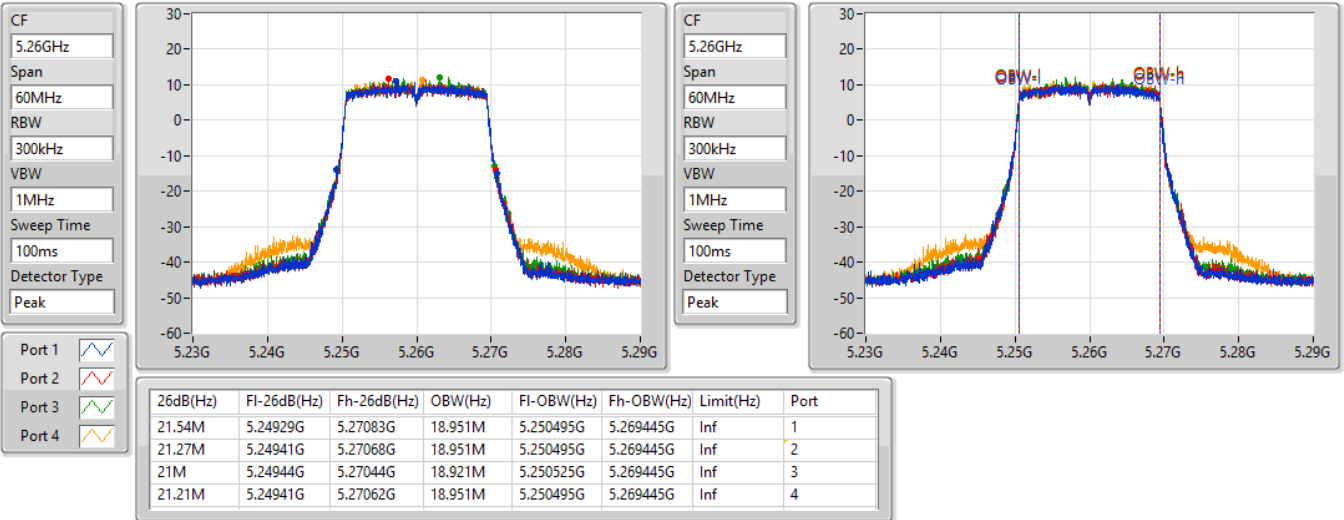 CF
5.26GHz
Span
60MHz
RBW
300kHz
VBW
1MHz
Sweep Time
100ms
Detector Type
Peak
30
20
10
0
-10
-20
-30
-40
-50
-60
5.23G 5.24G 5.25G 5.26G 5.27G 5.28G 5.29G
CF
5.26GHz
Span
60MHz
RBW
300kHz
VBW
1MHz
Sweep Time
100ms
Detector Type
Peak
30
20
10
0
-10
-20
-30
-40
-50
-60
OBW-l OBW-h
5.23G 5.24G 5.25G 5.26G 5.27G 5.28G 5.29G
Port 1
Port 2
Port 3
Port 4
26dB(Hz) Fl-26dB(Hz) Fh-26dB(Hz) OBW(Hz) Fl-OBW(Hz) Fh-OBW(Hz) Limit(Hz) Port
21.54M 5.24929G 5.27083G 18.951M 5.250495G 5.269445G Inf 1
21.27M 5.24941G 5.27068G 18.951M 5.250495G 5.269445G Inf 2
21M 5.24944G 5.27044G 18.921M 5.250525G 5.269445G Inf 3
21.21M 5.24941G 5.27062G 18.951M 5.250495G 5.269445G Inf 4